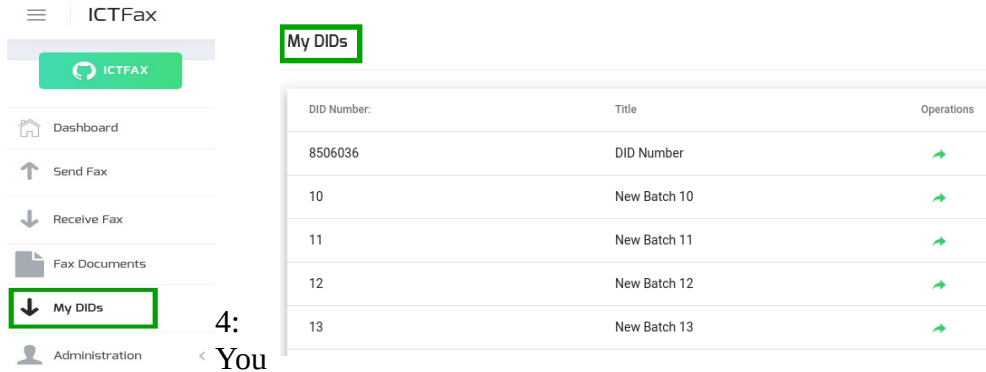 ICTFax
ICTFAX
Dashboard
Send Fax
Receive Fax
Fax Documents
My DIDs
Administration
4:
You
My DIDs
DID Number: Title Operations
8506036 DID Number
10 New Batch 10
11 New Batch 11
12 New Batch 12
13 New Batch 13